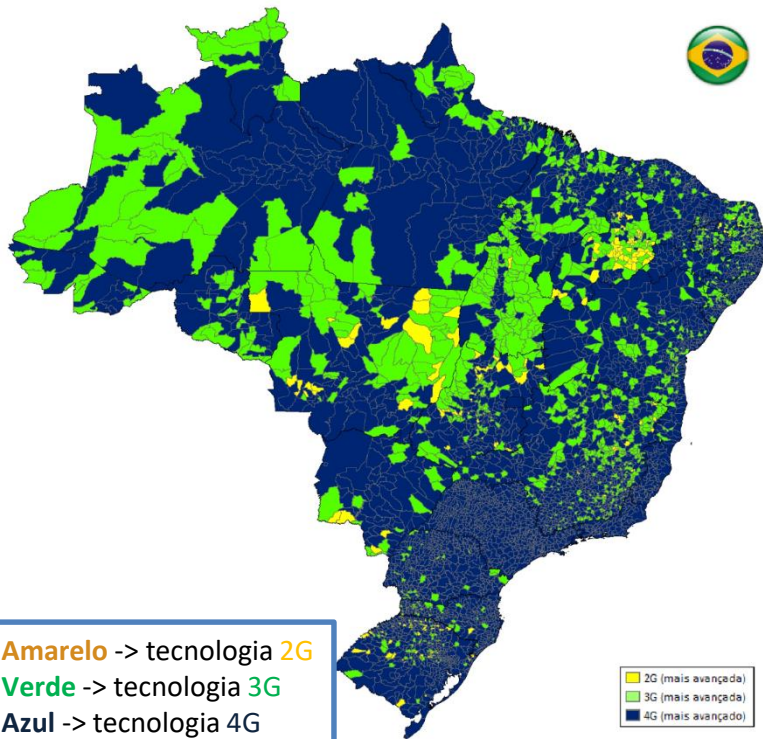 Amarelo -> tecnologia 2G
Verde -> tecnologia 3G
Azul -> tecnologia 4G
2G (mais avançada)
3G (mais avançada)
4G (mais avançado)